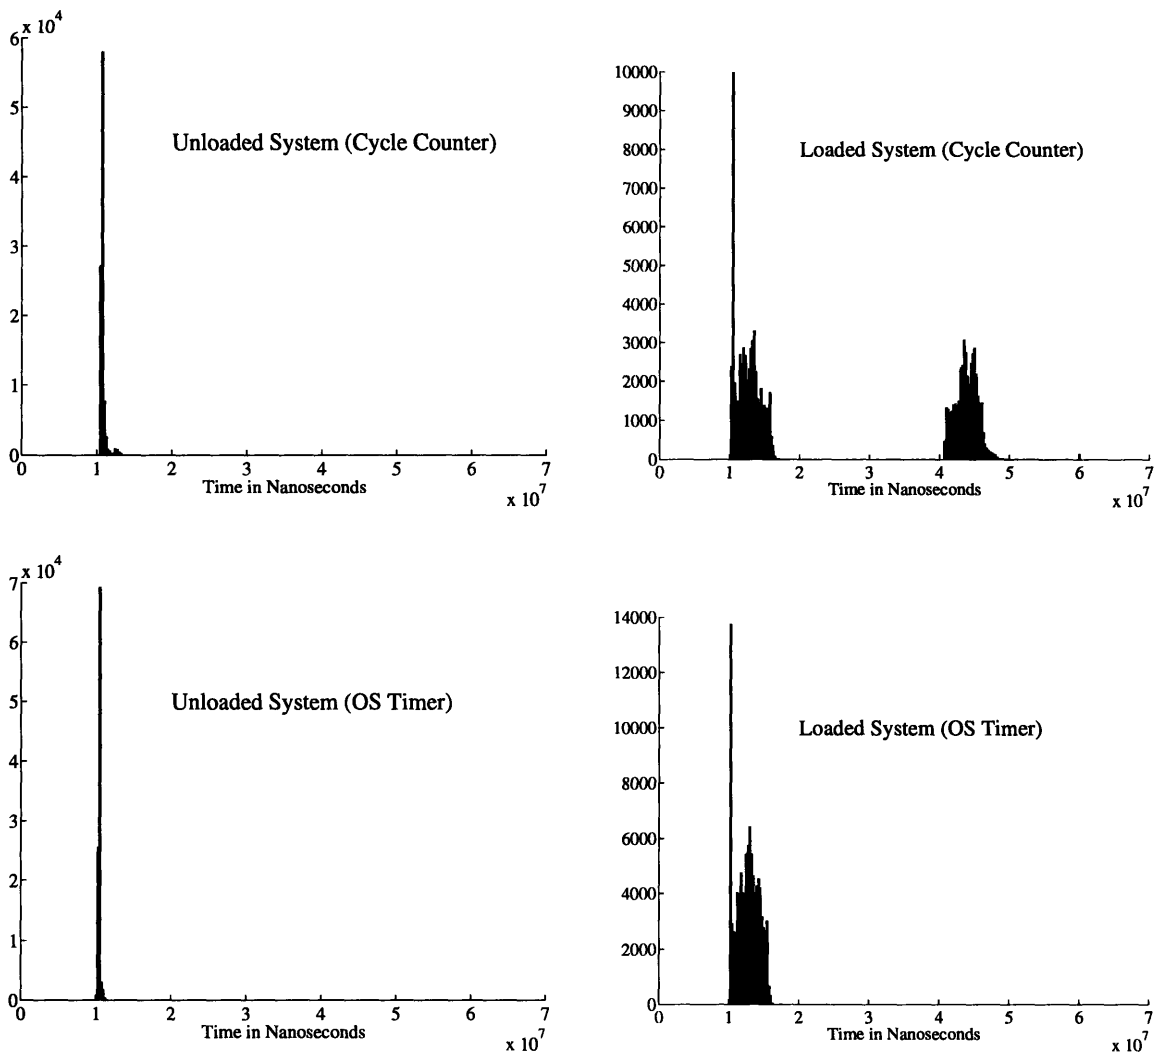 x 10^4
6
5
4
3
2
1
0
Unloaded System (Cycle Counter)
0 1 2 3 4 5 6 7
Time in Nanoseconds
x 10^7
10000
9000
8000
7000
6000
5000
4000
3000
2000
1000
0
Loaded System (Cycle Counter)
0 1 2 3 4 5 6 7
Time in Nanoseconds
x 10^7
x 10^4
7
6
5
4
3
2
1
0
Unloaded System (OS Timer)
0 1 2 3 4 5 6 7
Time in Nanoseconds
x 10^7
14000
12000
10000
8000
6000
4000
2000
0
Loaded System (OS Timer)
0 1 2 3 4 5 6 7
Time in Nanoseconds
x 10^7